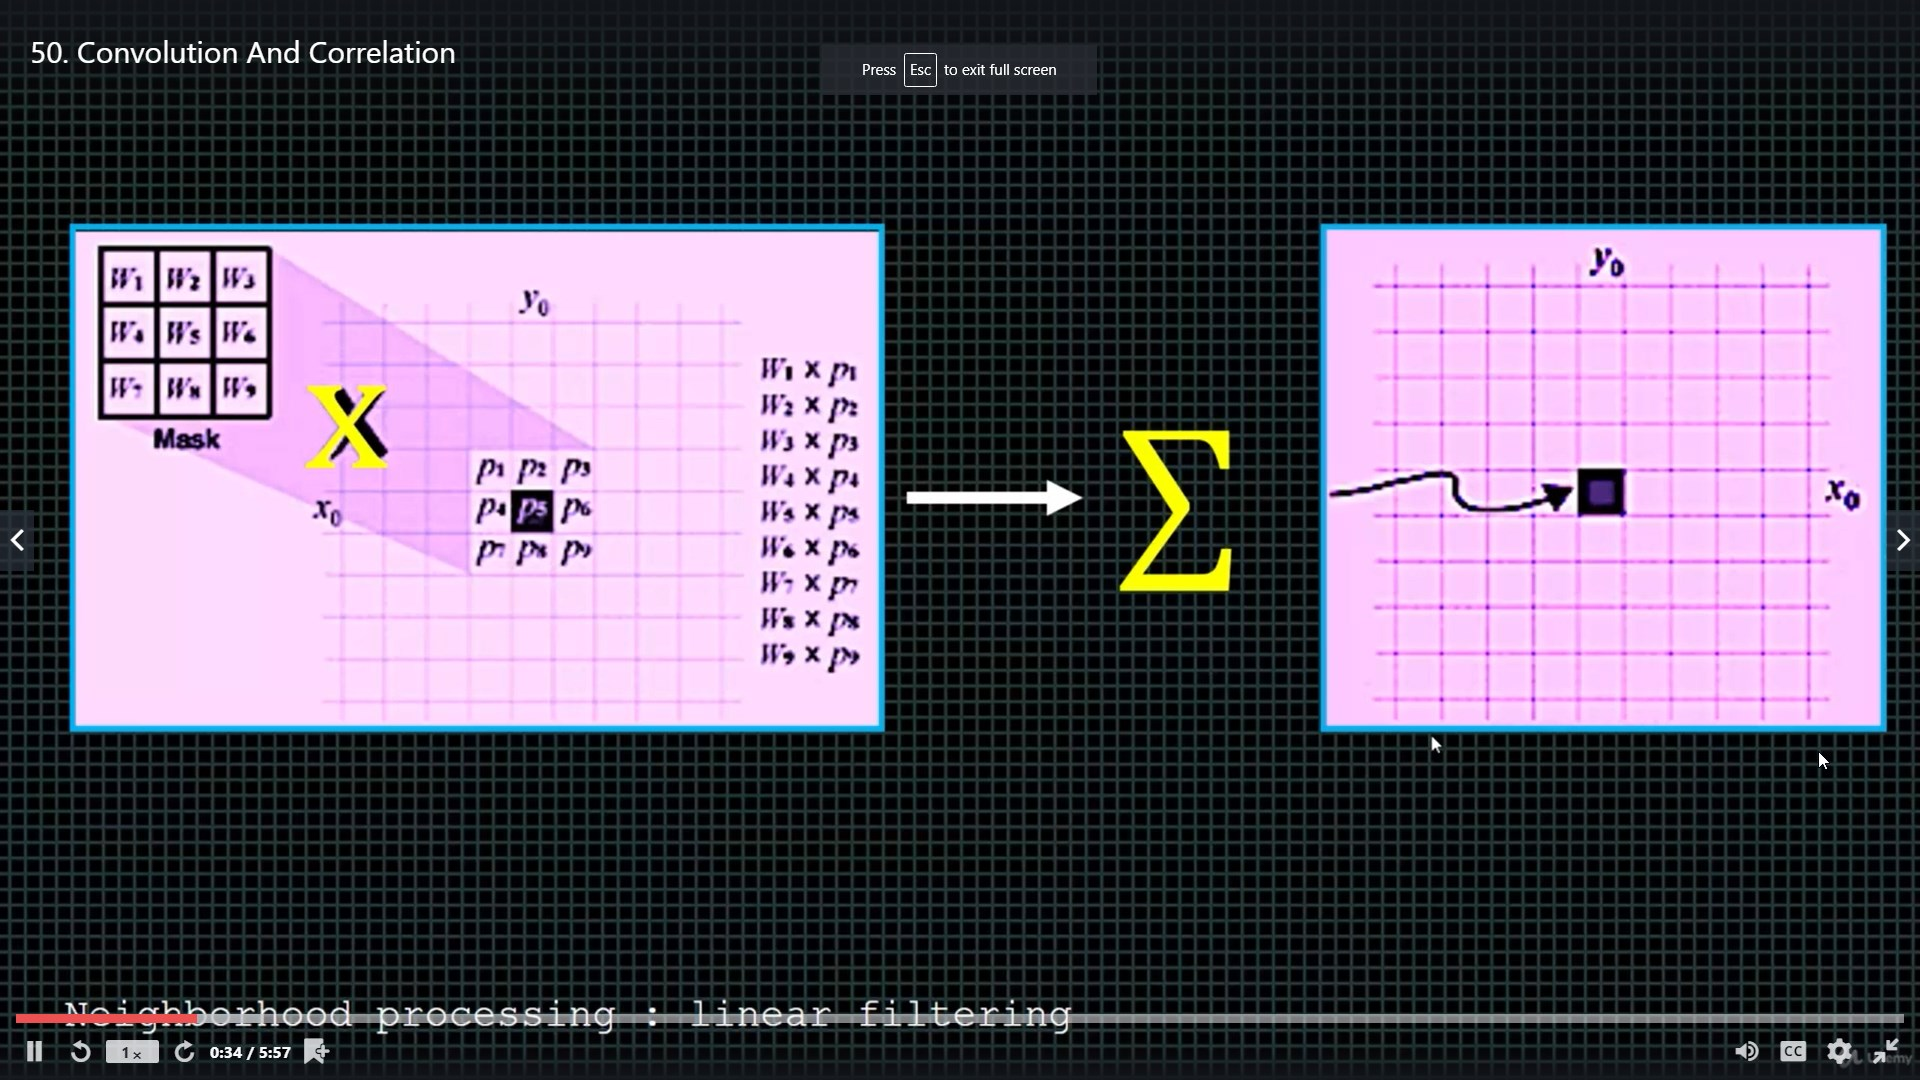 50. Convolution And Correlation
Press Esc to exit full screen
W1 W2 W3
W4 W5 W6
W7 W8 W9
Mask
X
y0
x0
p1 p2 p3
p4 p5 p6
p7 p8 p9
W1 × p1
W2 × p2
W3 × p3
W4 × p4
W5 × p5
W6 × p6
W7 × p7
W8 × p8
W9 × p9
Σ
y0
x0
Neighborhood processing : linear filtering
1x
0:34 / 5:57
CC
Udemy